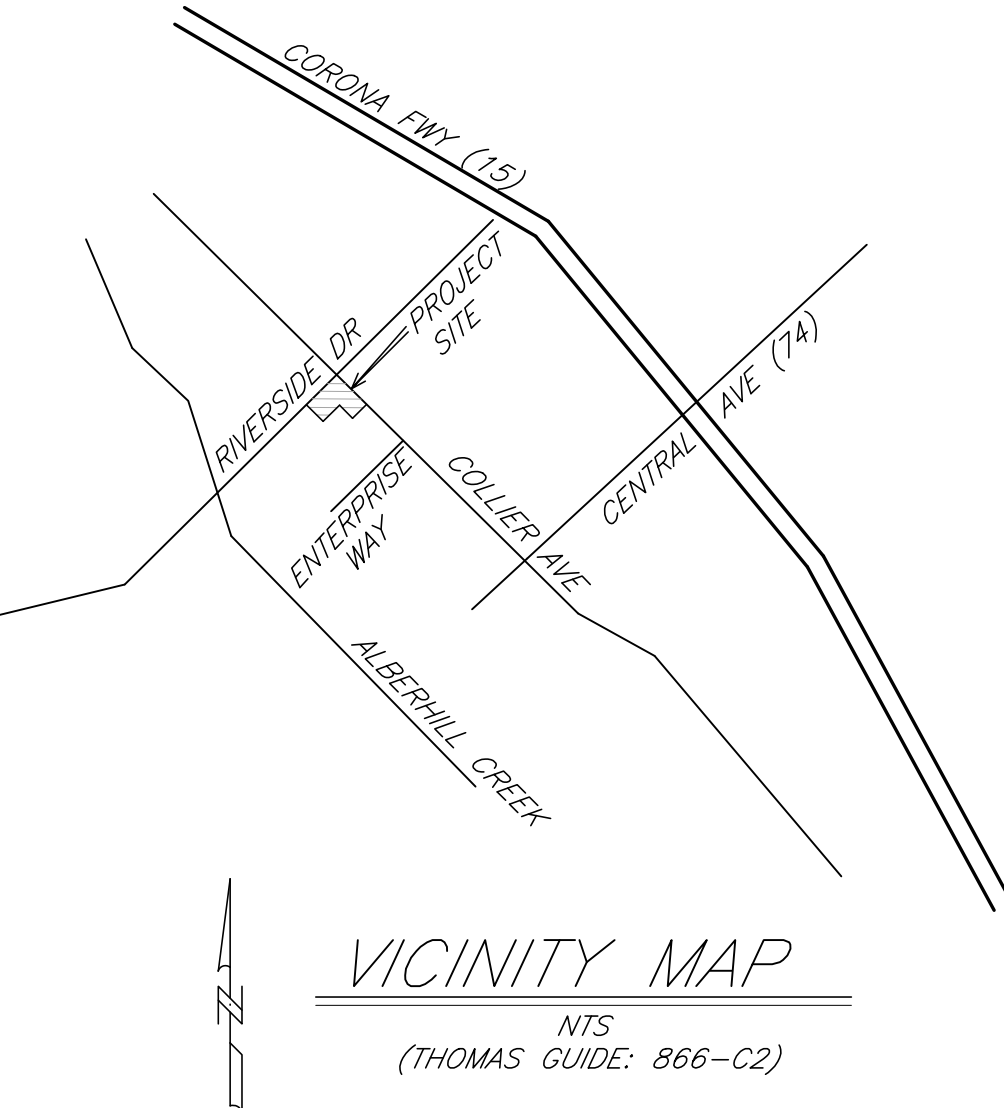 CORONA FWY (15)
PROJECT
SITE
RIVERSIDE DR
CENTRAL AVE (74)
ENTERPRISE
WAY
COLLIER AVE
ALBERHILL CREEK
N
VICINITY MAP
NTS
(THOMAS GUIDE: 866-C2)